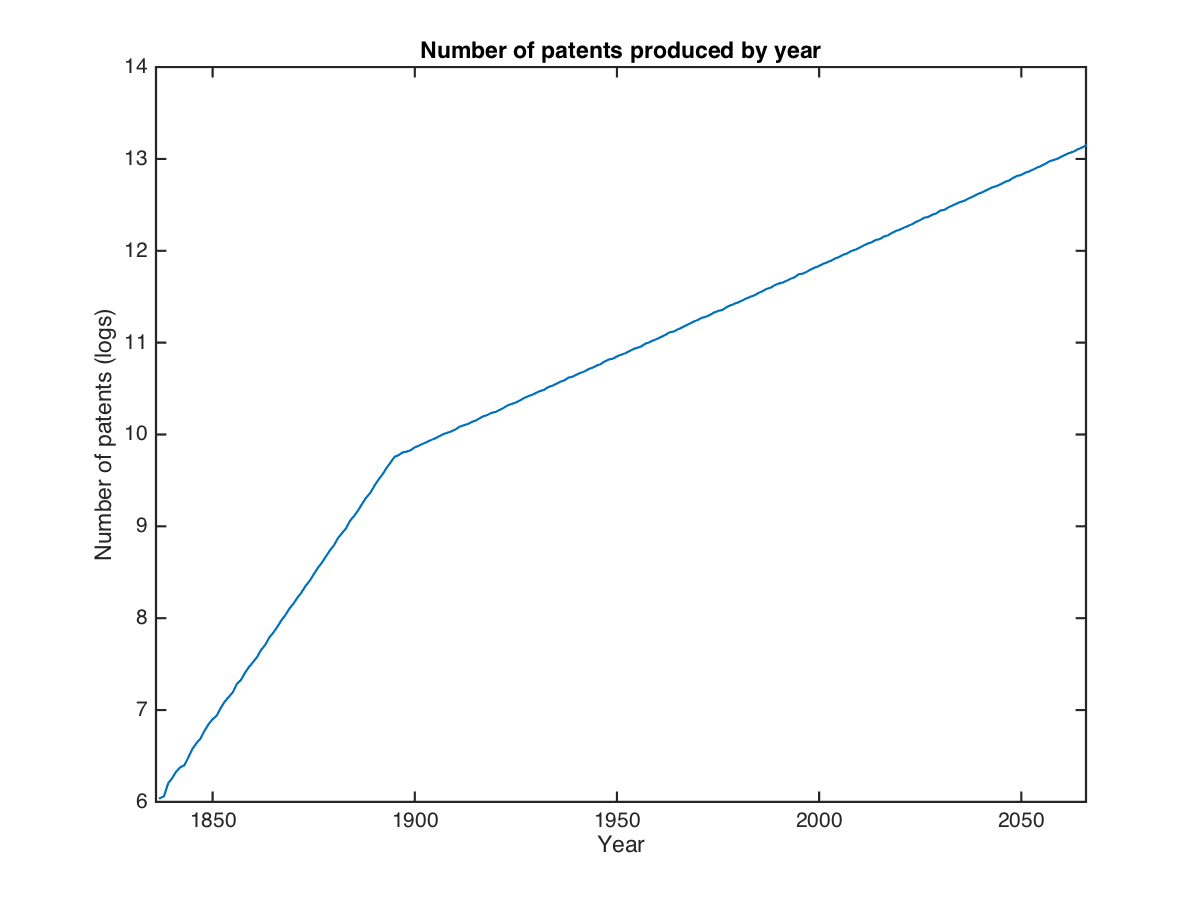 Number of patents produced by year
14
13
12
11
10
9
8
7
6
Number of patents (logs)
1850 1900 1950 2000 2050
Year